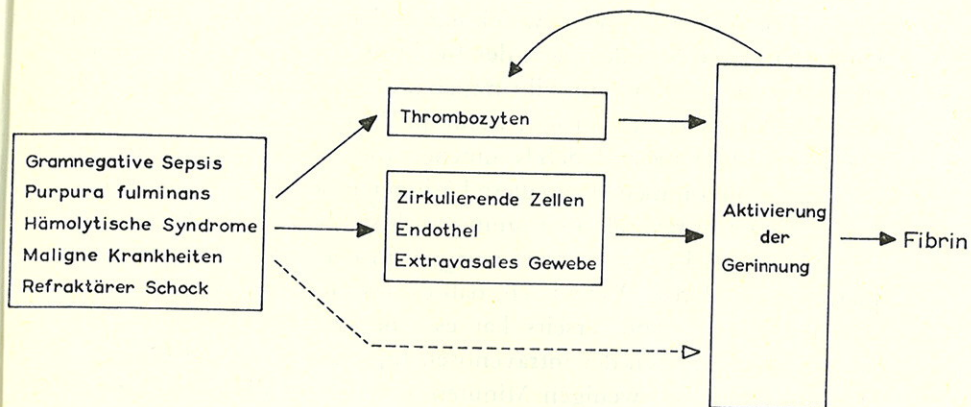 Gramnegative Sepsis
Purpura fulminans
Hämolytische Syndrome
Maligne Krankheiten
Refraktärer Schock
Thrombozyten
Zirkulierende Zellen
Endothel
Extravasales Gewebe
Aktivierung
der
Gerinnung
Fibrin